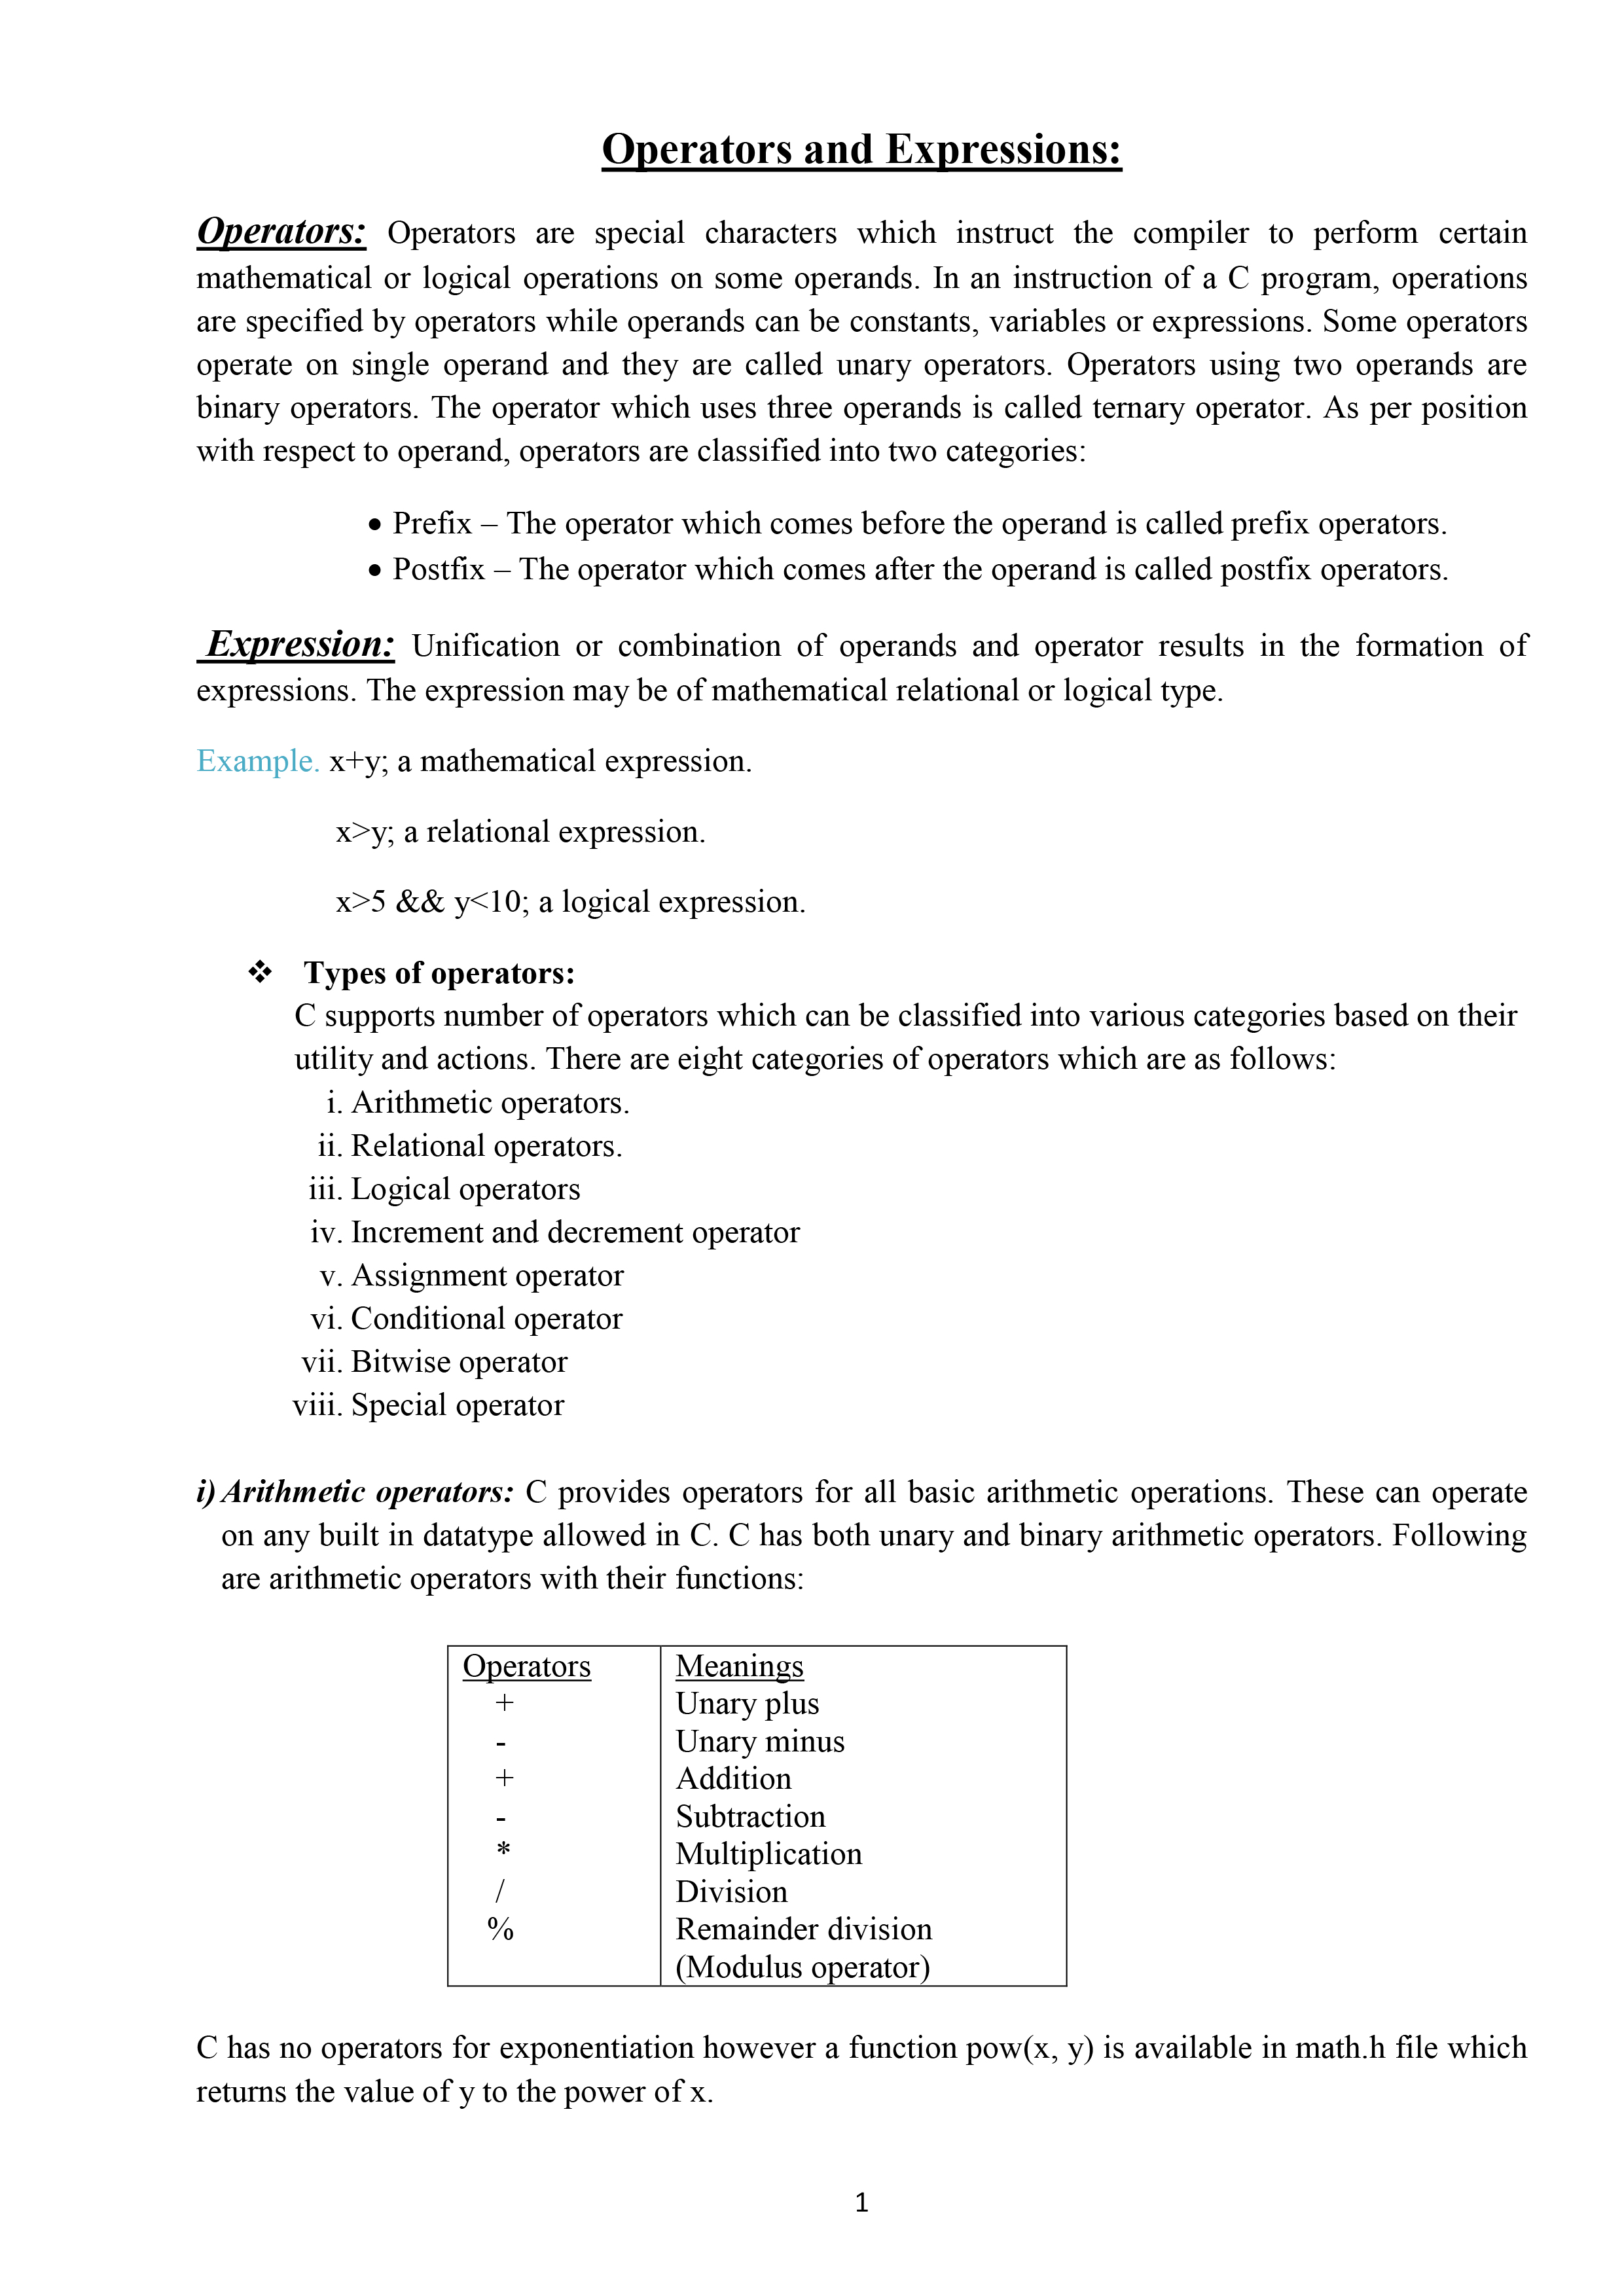 Operators and Expressions:
Operators: Operators are special characters which instruct the compiler to perform certain
mathematical or logical operations on some operands. In an instruction of a C program, operations
are specified by operators while operands can be constants, variables or expressions. Some operators
operate on single operand and they are called unary operators. Operators using two operands are
binary operators. The operator which uses three operands is called ternary operator. As per position
with respect to operand, operators are classified into two categories:
• Prefix – The operator which comes before the operand is called prefix operators.
• Postfix – The operator which comes after the operand is called postfix operators.
Expression: Unification or combination of operands and operator results in the formation of
expressions. The expression may be of mathematical relational or logical type.
Example. x+y; a mathematical expression.
x>y; a relational expression.
x>5 && y<10; a logical expression.
❖ Types of operators:
C supports number of operators which can be classified into various categories based on their
utility and actions. There are eight categories of operators which are as follows:
i. Arithmetic operators.
ii. Relational operators.
iii. Logical operators
iv. Increment and decrement operator
v. Assignment operator
vi. Conditional operator
vii. Bitwise operator
viii. Special operator
i) Arithmetic operators: C provides operators for all basic arithmetic operations. These can operate
on any built in datatype allowed in C. C has both unary and binary arithmetic operators. Following
are arithmetic operators with their functions:
Operators Meanings
+ Unary plus
- Unary minus
+ Addition
- Subtraction
* Multiplication
/ Division
% Remainder division
(Modulus operator)
C has no operators for exponentiation however a function pow(x, y) is available in math.h file which
returns the value of y to the power of x.
1